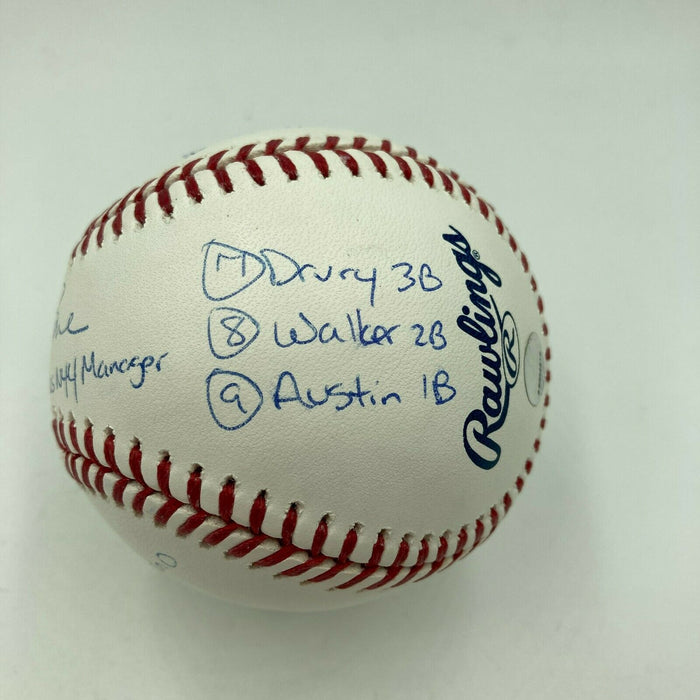 7 Drury 3B
8 Walker 2B
9 Austin 1B
Manager
Rawlings®
R